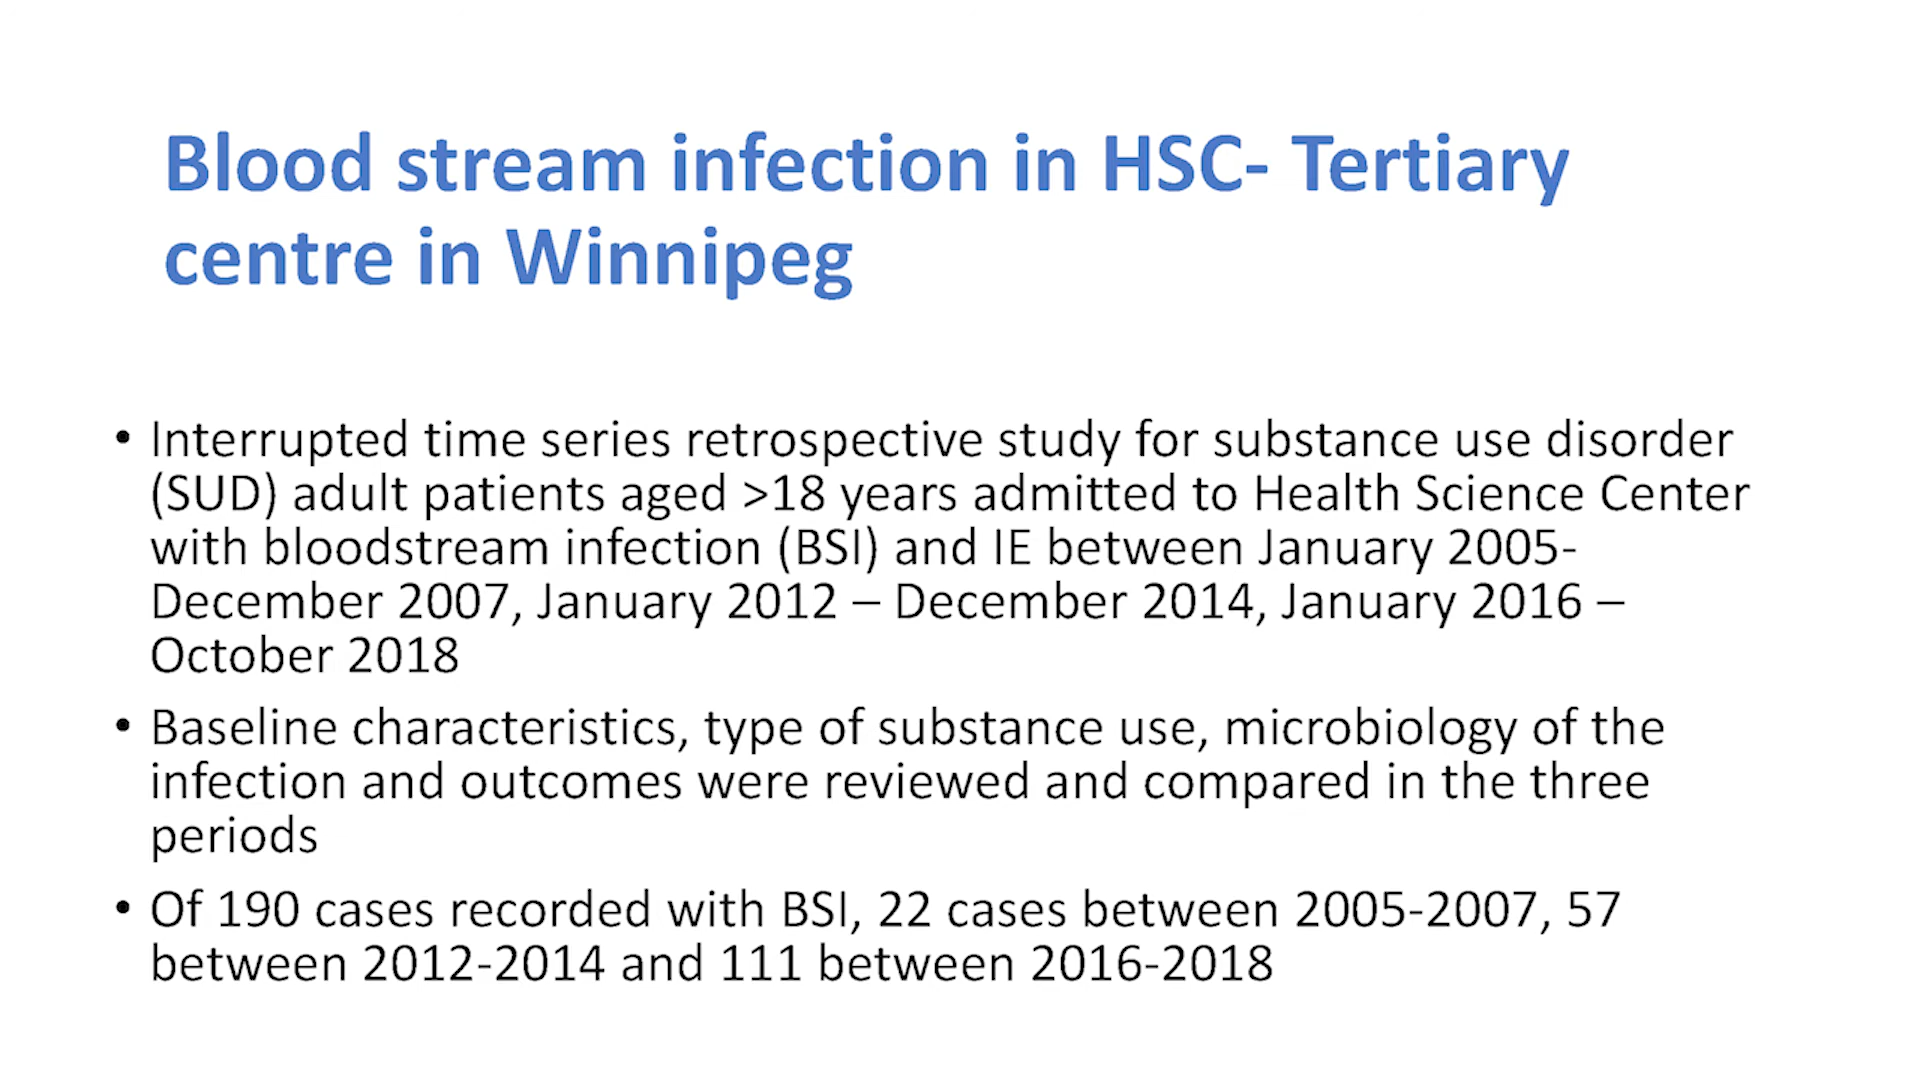 Blood stream infection in HSC- Tertiary
centre in Winnipeg
• Interrupted time series retrospective study for substance use disorder
(SUD) adult patients aged >18 years admitted to Health Science Center
with bloodstream infection (BSI) and IE between January 2005-
December 2007, January 2012 – December 2014, January 2016 –
October 2018
• Baseline characteristics, type of substance use, microbiology of the
infection and outcomes were reviewed and compared in the three
periods
• Of 190 cases recorded with BSI, 22 cases between 2005-2007, 57
between 2012-2014 and 111 between 2016-2018